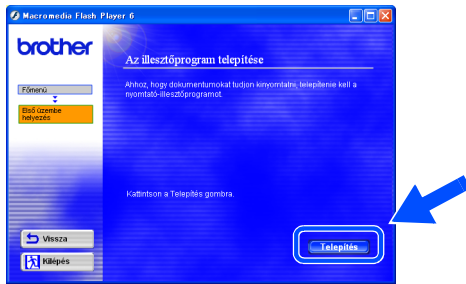 Macromedia Flash Player 6
brother
Az illesztőprogram telepítése
Főmenü
Első üzembe
helyezés
Ahhoz, hogy dokumentumokat tudjon kinyomtatni, telepítenie kell a
nyomtató-illesztőprogramot.
Kattintson a Telepítés gombra.
Vissza
Kilépés
Telepítés